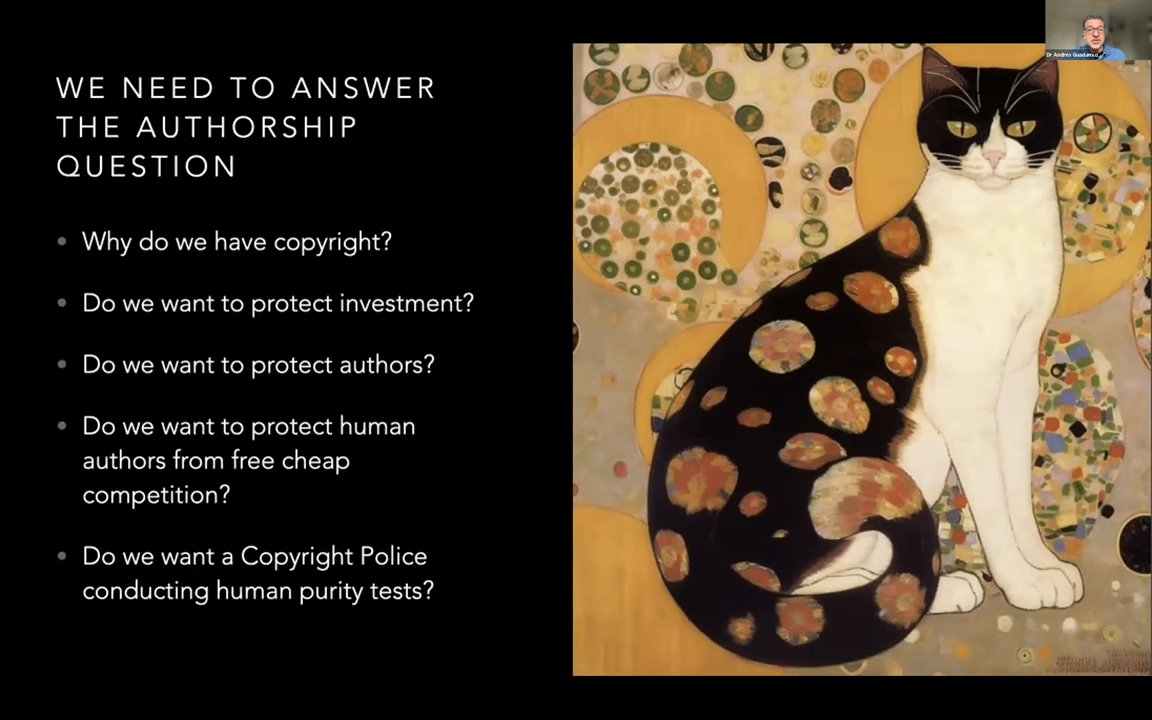 WE NEED TO ANSWER
THE AUTHORSHIP
QUESTION
Why do we have copyright?
Do we want to protect investment?
Do we want to protect authors?
Do we want to protect human
authors from free cheap
competition?
Do we want a Copyright Police
conducting human purity tests?
Dr Andres